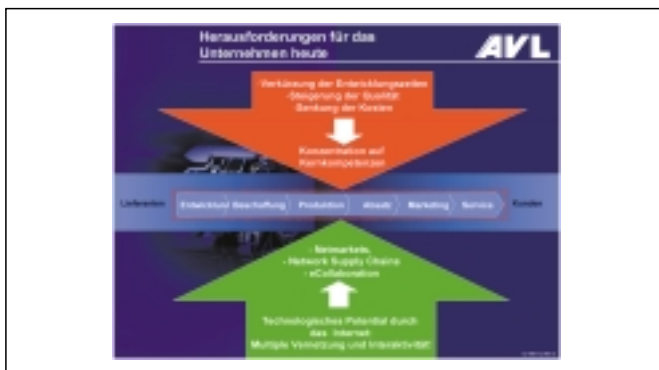 Herausforderungen für das
Unternehmen heute
AVL
-Verkürzung der Entwicklungszeiten
-Steigerung der Qualität
-Senkung der Kosten
Konzentration auf
Kernkompetenzen
Lieferanten Entwicklung Beschaffung Produktion Absatz Marketing Service Kunden
- Netmarkets,
- Network Supply Chains
- eCollaboration
Technologisches Potential durch
das Internet:
Multiple Vernetzung und Interaktivität